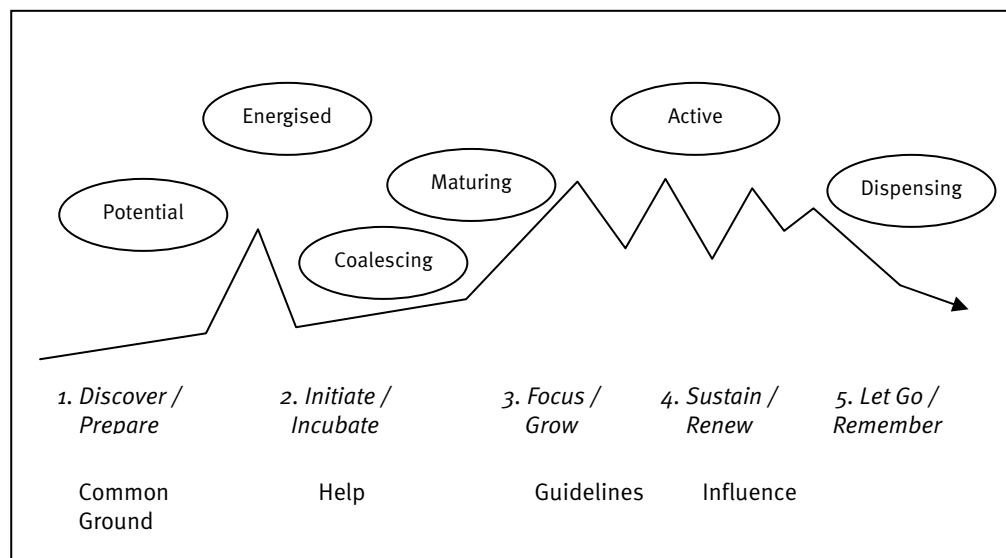 Energised
Active
Maturing
Dispensing
Potential
Coalescing
1. Discover /
Prepare
2. Initiate /
Incubate
3. Focus /
Grow
4. Sustain /
Renew
5. Let Go /
Remember
Common
Ground
Help
Guidelines
Influence